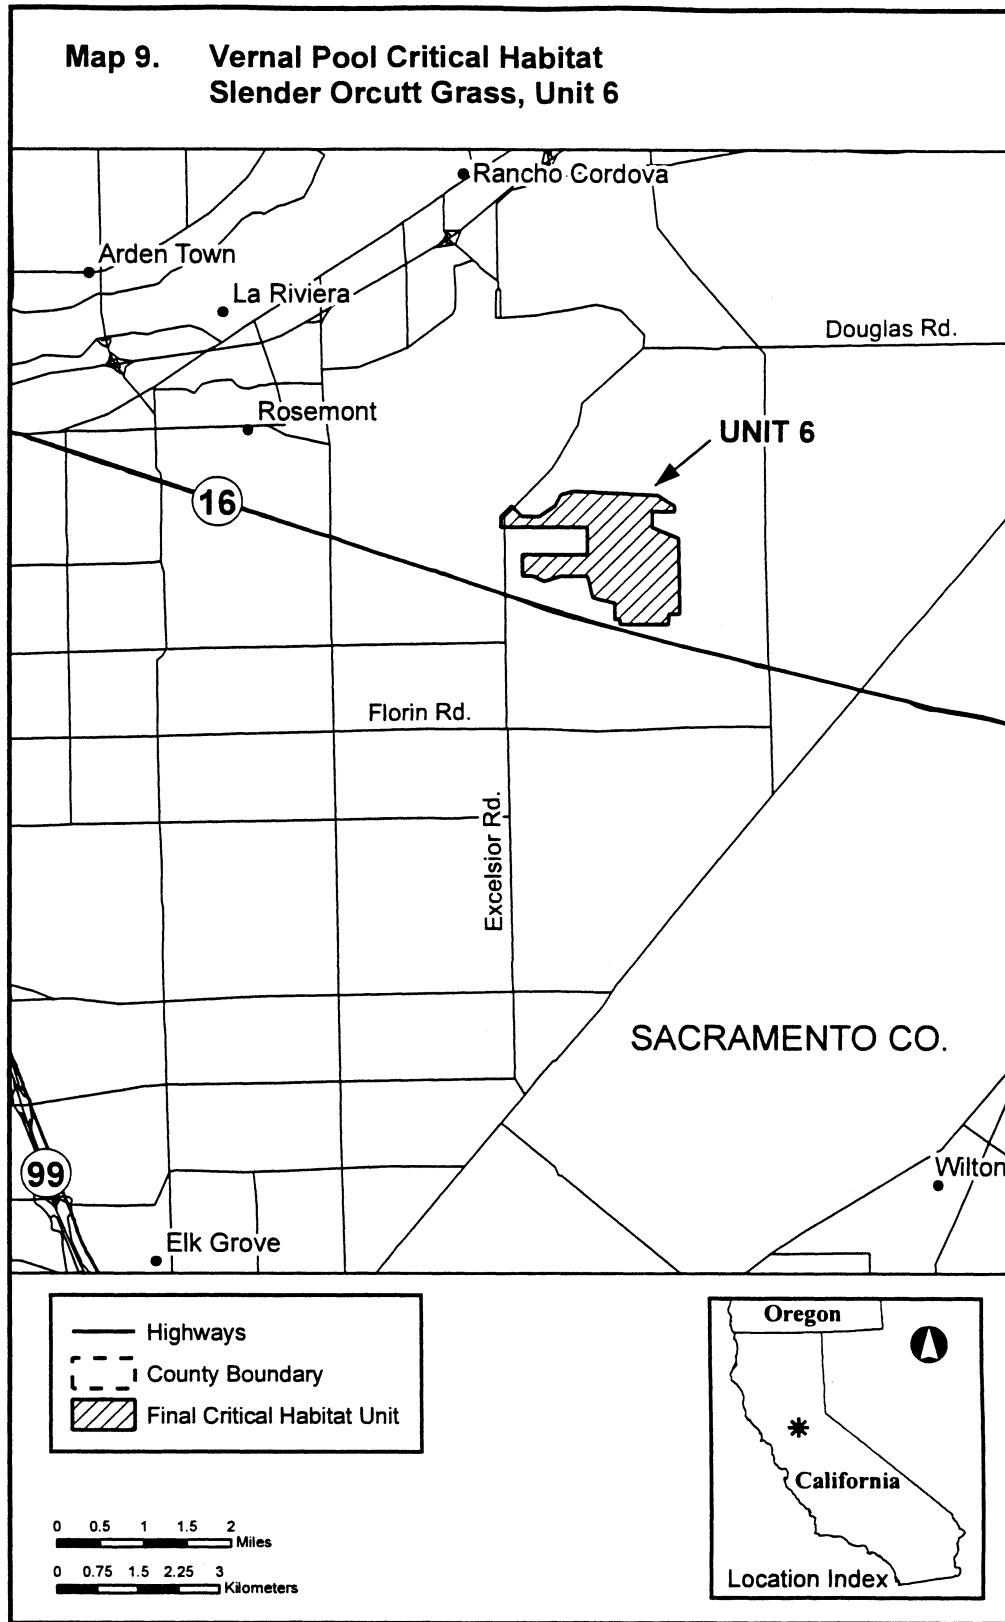 Map 9. Vernal Pool Critical Habitat
Slender Orcutt Grass, Unit 6
Rancho Cordova
Arden Town
La Riviera
Douglas Rd.
Rosemont
UNIT 6
16
Florin Rd.
Excelsior Rd.
SACRAMENTO CO.
99
Wilton
Elk Grove
Highways
County Boundary
Final Critical Habitat Unit
Oregon
California
Location Index
0 0.5 1 1.5 2
Miles
0 0.75 1.5 2.25 3
Kilometers